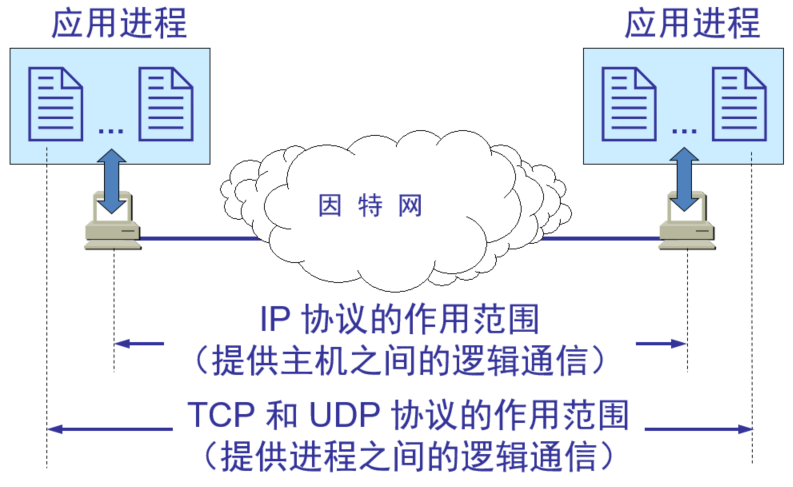 应用进程
应用进程
...
...
因特网
IP 协议的作用范围
(提供主机之间的逻辑通信)
TCP 和 UDP 协议的作用范围
(提供进程之间的逻辑通信)